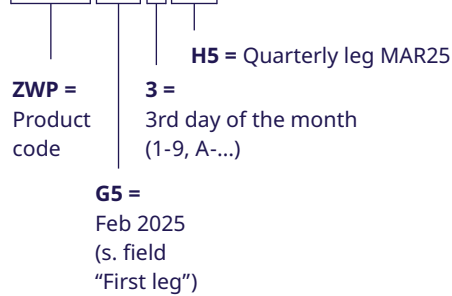 H5 = Quarterly leg MAR25
ZWP =
Product
code
3 =
3rd day of the month
(1-9, A-...)
G5 =
Feb 2025
(s. field
“First leg”)